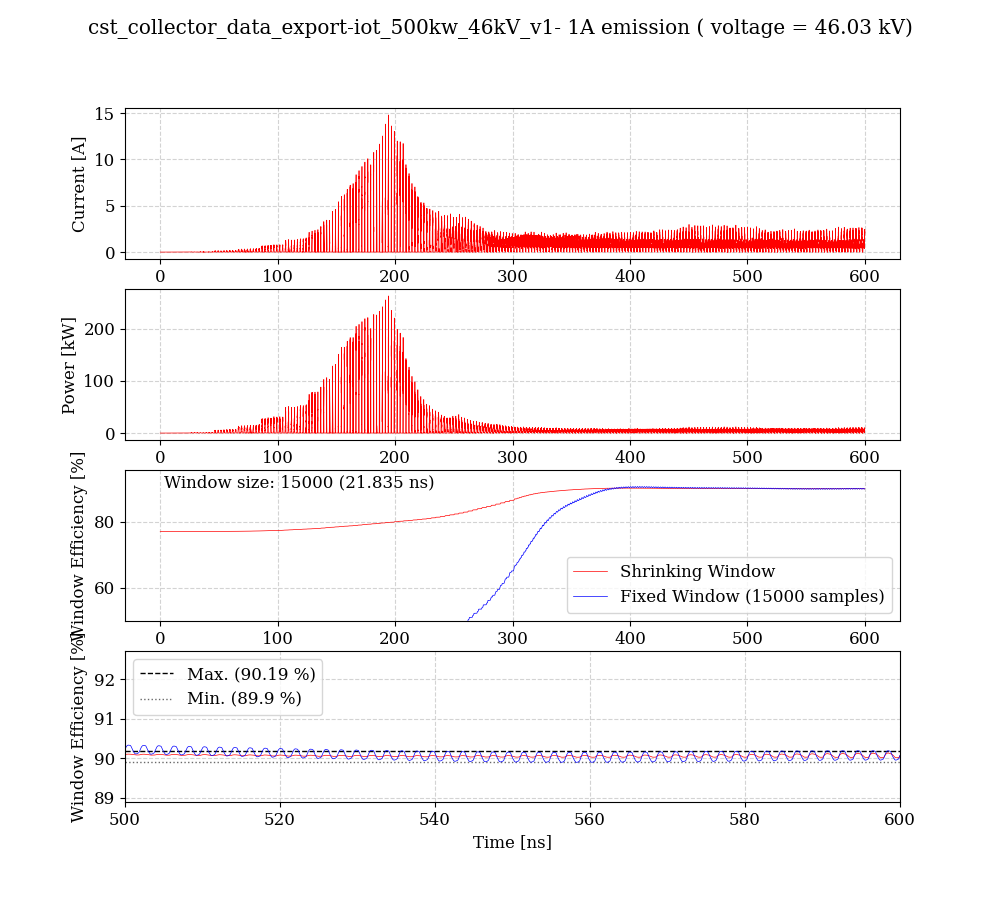 cst_collector_data_export-iot_500kw_46kV_v1- 1A emission ( voltage = 46.03 kV)
15
10
5
0
Current [A]
0 100 200 300 400 500 600
200
100
0
Power [kW]
0 100 200 300 400 500 600
Window size: 15000 (21.835 ns)
80
60
Window Efficiency [%]
Shrinking Window
Fixed Window (15000 samples)
0 100 200 300 400 500 600
Max. (90.19 %)
Min. (89.9 %)
92
91
90
89
Window Efficiency [%]
500 520 540 560 580 600
Time [ns]